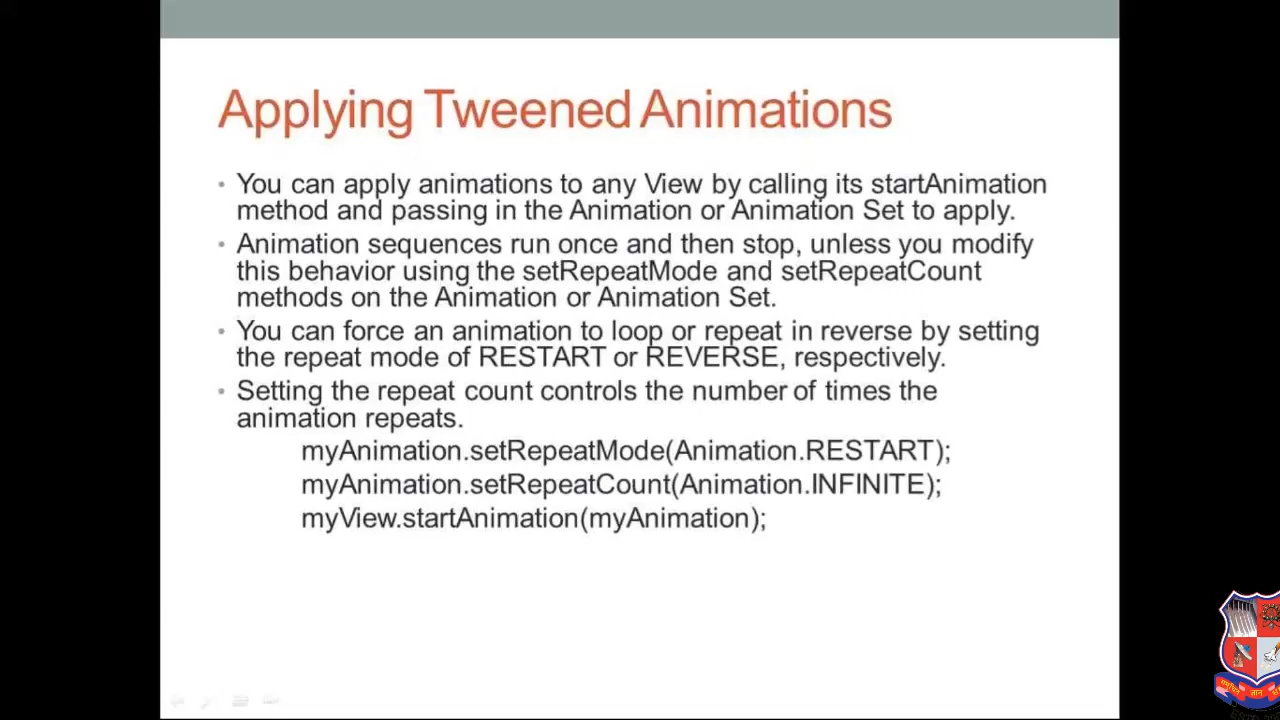 Applying Tweened Animations
• You can apply animations to any View by calling its startAnimation
method and passing in the Animation or Animation Set to apply.
• Animation sequences run once and then stop, unless you modify
this behavior using the setRepeatMode and setRepeatCount
methods on the Animation or Animation Set.
• You can force an animation to loop or repeat in reverse by setting
the repeat mode of RESTART or REVERSE, respectively.
• Setting the repeat count controls the number of times the
animation repeats.
myAnimation.setRepeatMode(Animation.RESTART);
myAnimation.setRepeatCount(Animation.INFINITE);
myView.startAnimation(myAnimation);